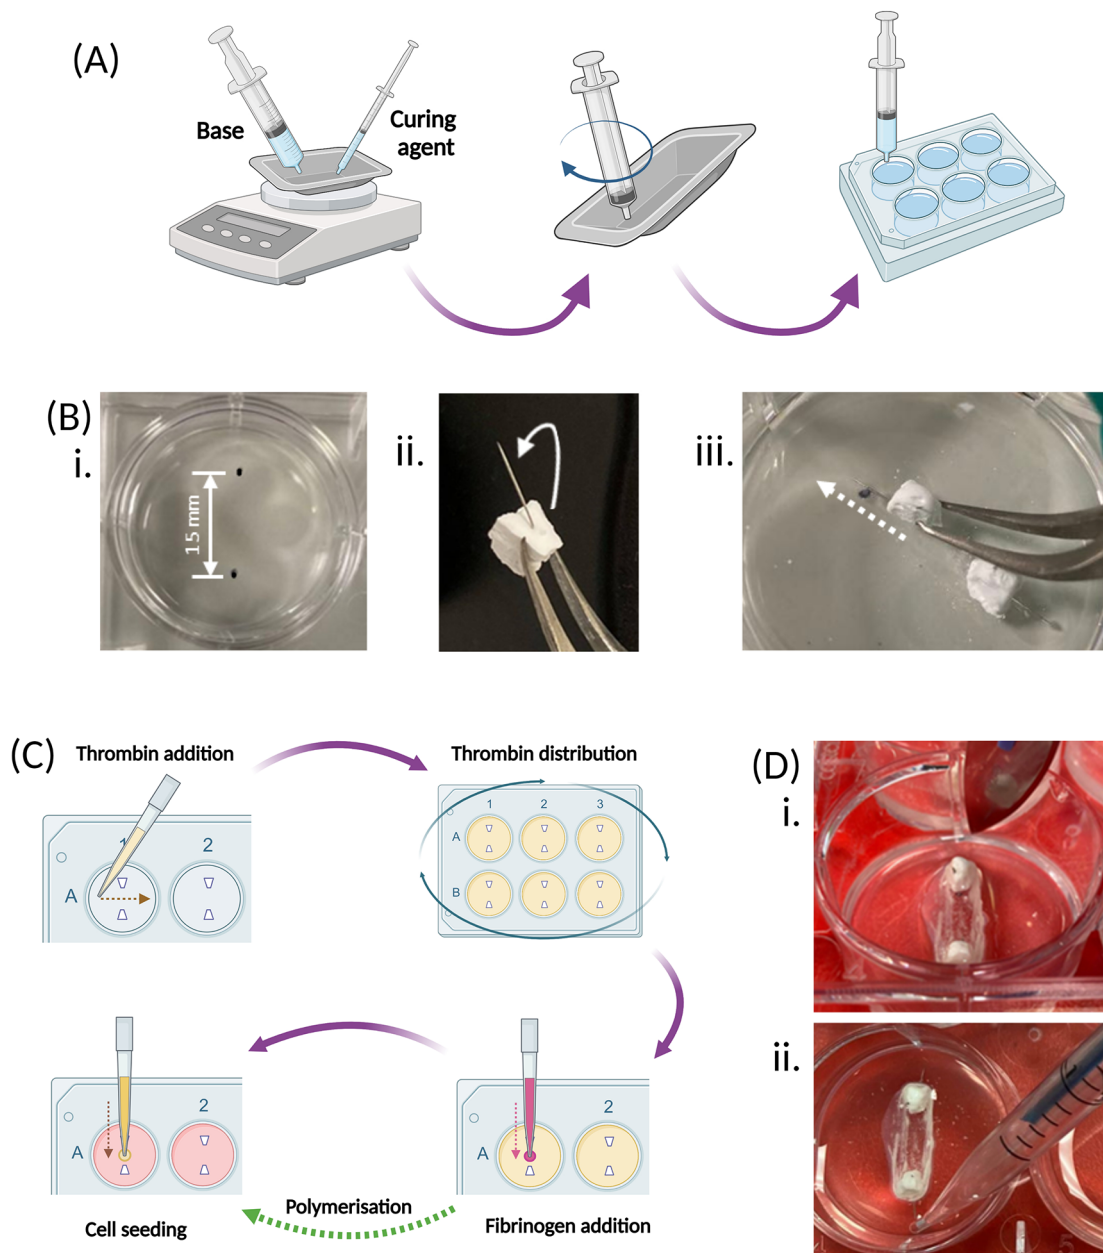 (A)
Base
Curing
agent
(B)
i.
15 mm
ii.
iii.
(C)
Thrombin addition
1
2
A
Thrombin distribution
1
2
3
A
B
(D)
i.
2
A
Cell seeding
Polymerisation
2
A
Fibrinogen addition
ii.